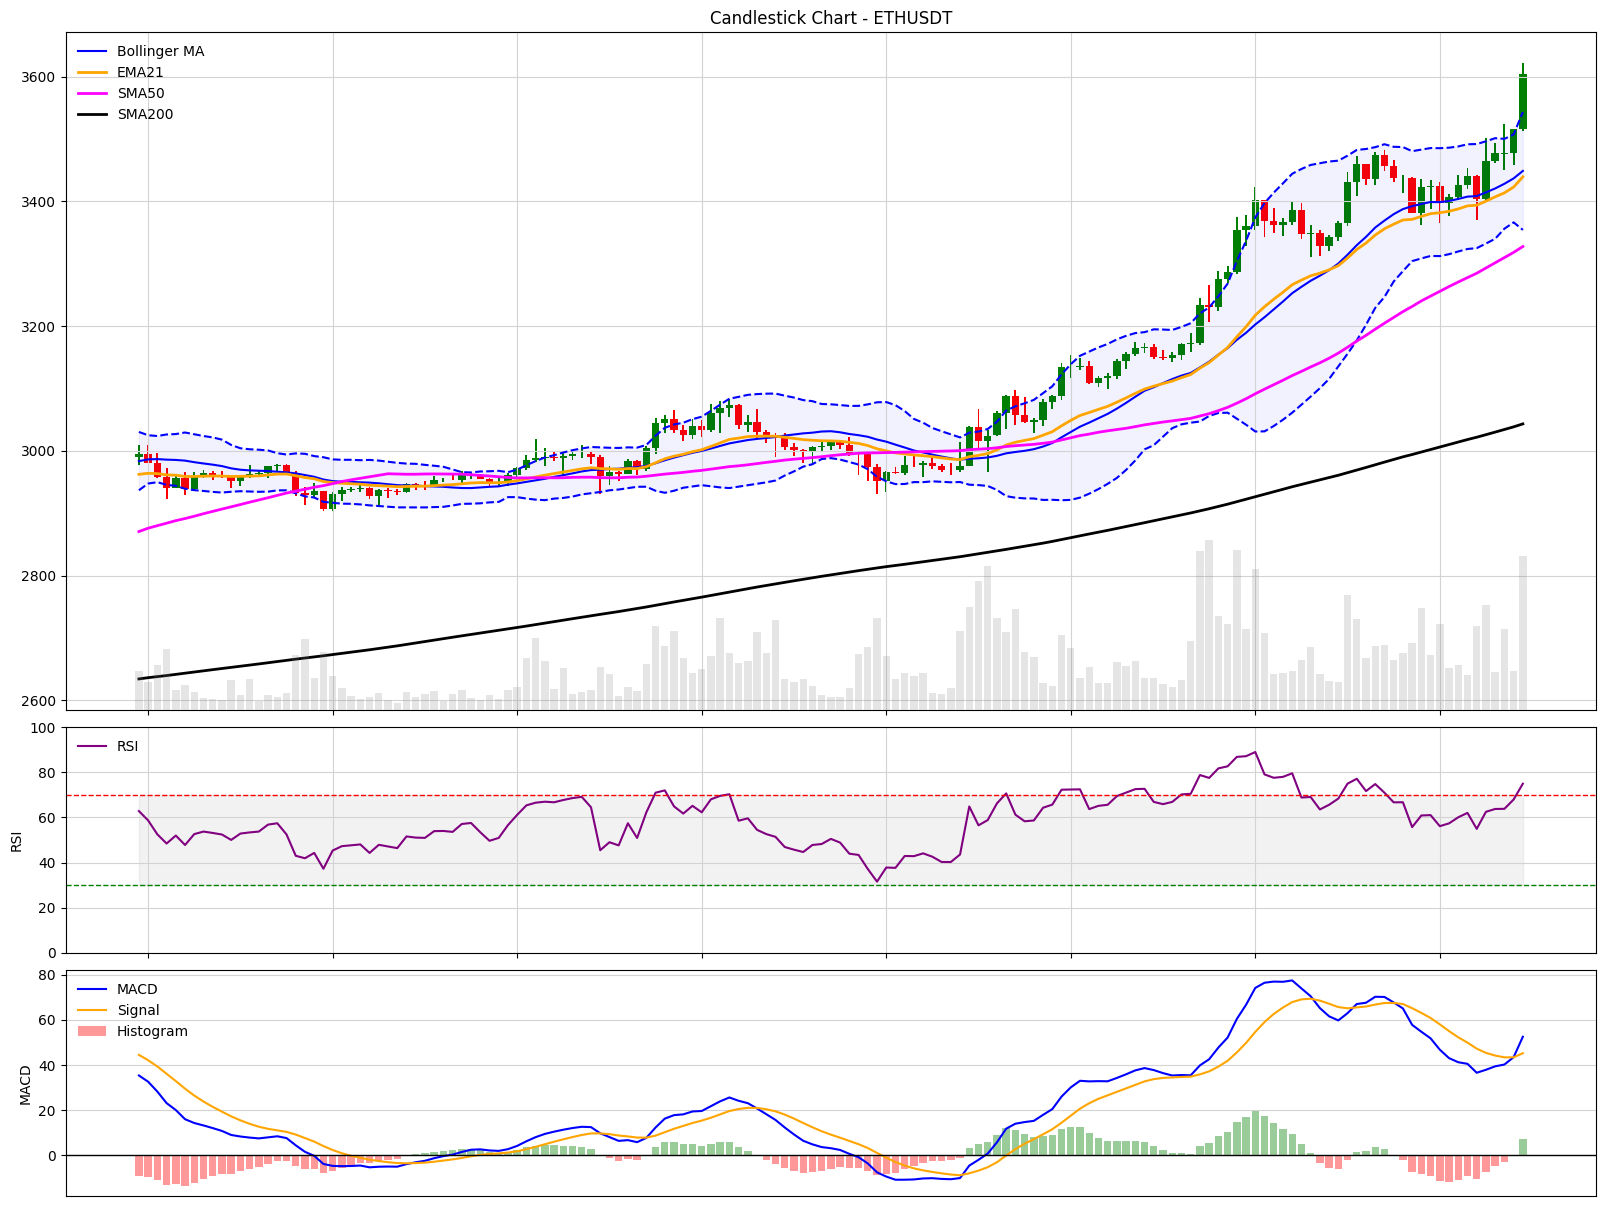 Candlestick Chart - ETHUSDT
Bollinger MA
EMA21
SMA50
SMA200
3600
3400
3200
3000
2800
2600
RSI
100
80
60
40
20
0
RSI
MACD
Signal
Histogram
80
60
40
20
0
MACD